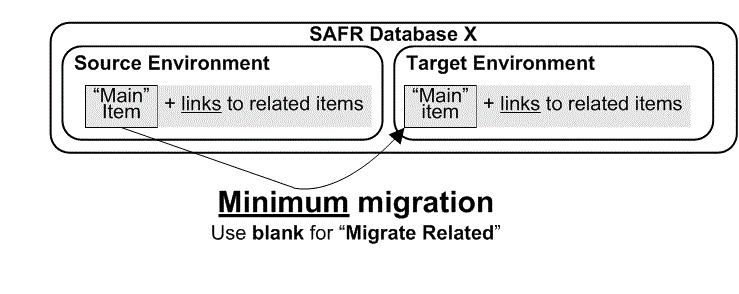 SAFR Database X
Source Environment
Target Environment
“Main”
Item
+ links to related items
“Main”
item
+ links to related items
Minimum migration
Use blank for “Migrate Related”